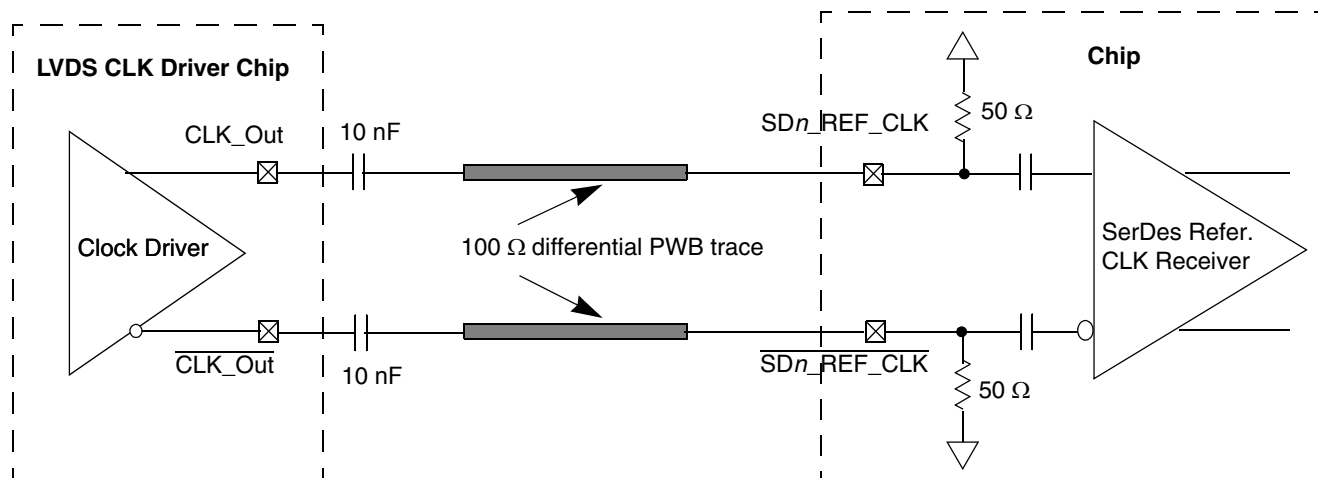 LVDS CLK Driver Chip
Chip
CLK_Out
10 nF
SDn_REF_CLK
50 Ω
Clock Driver
100 Ω differential PWB trace
SerDes Refer.
CLK Receiver
CLK_Out
10 nF
SDn_REF_CLK
50 Ω